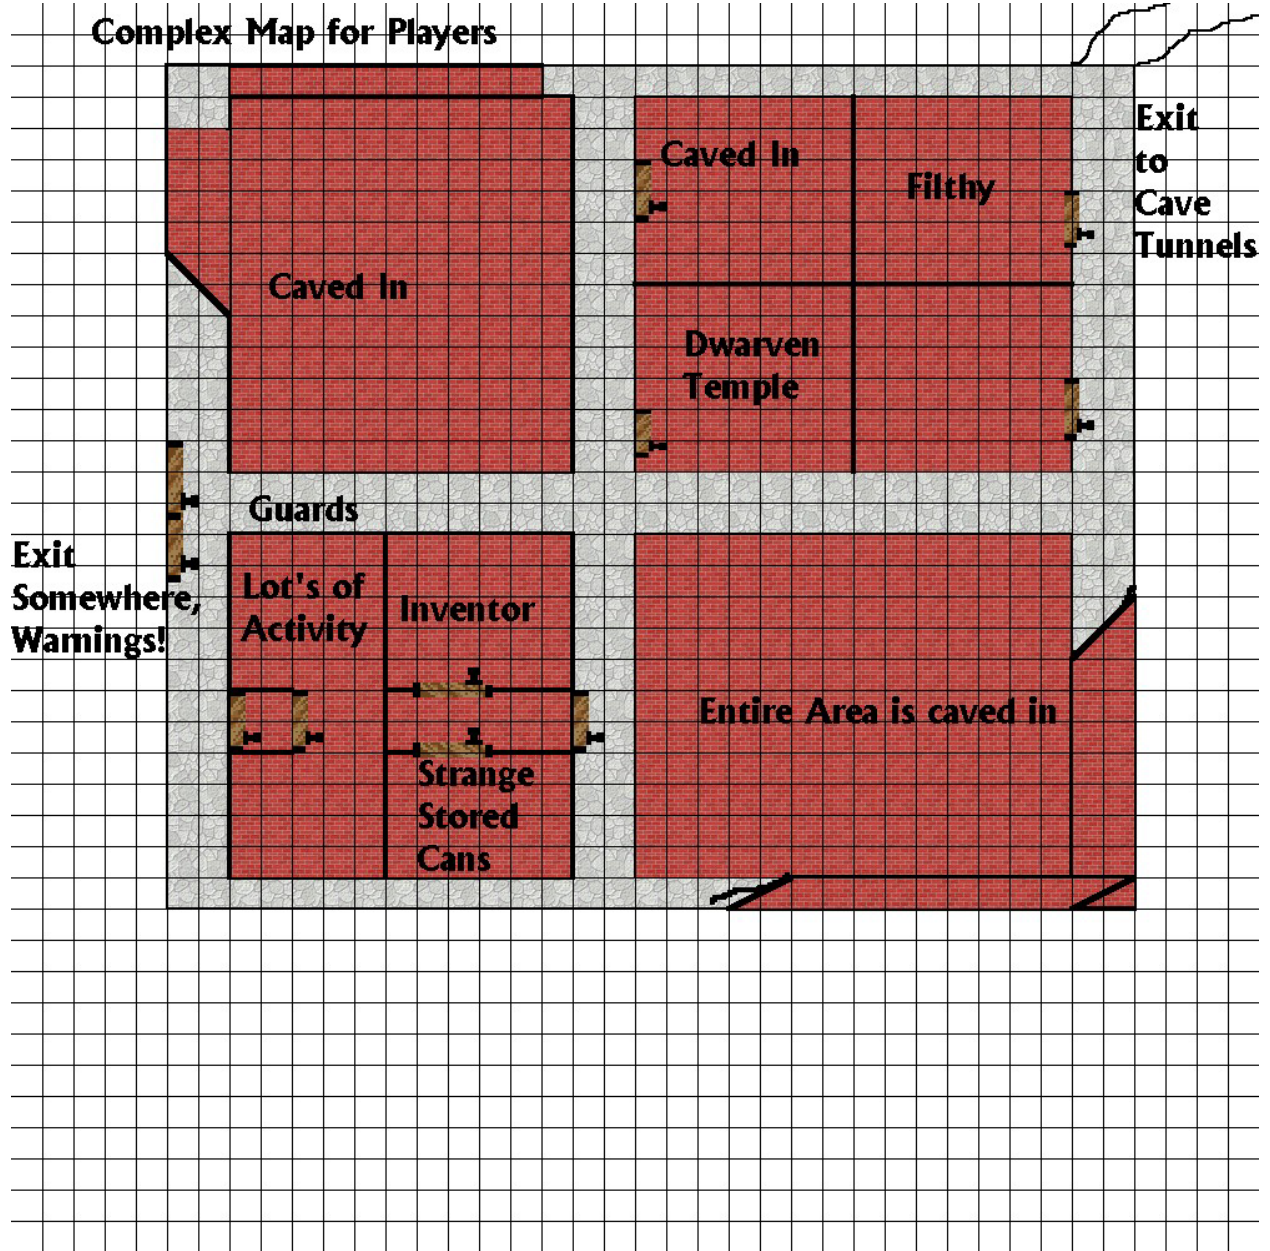 Complex Map for Players
Exit
to
Cave
Tunnels
Caved In
Filthy
Caved In
Dwarven
Temple
Guards
Exit
Somewhere,
Warnings!
Lot's of
Activity
Inventor
Entire Area is caved in
Strange
Stored
Cans